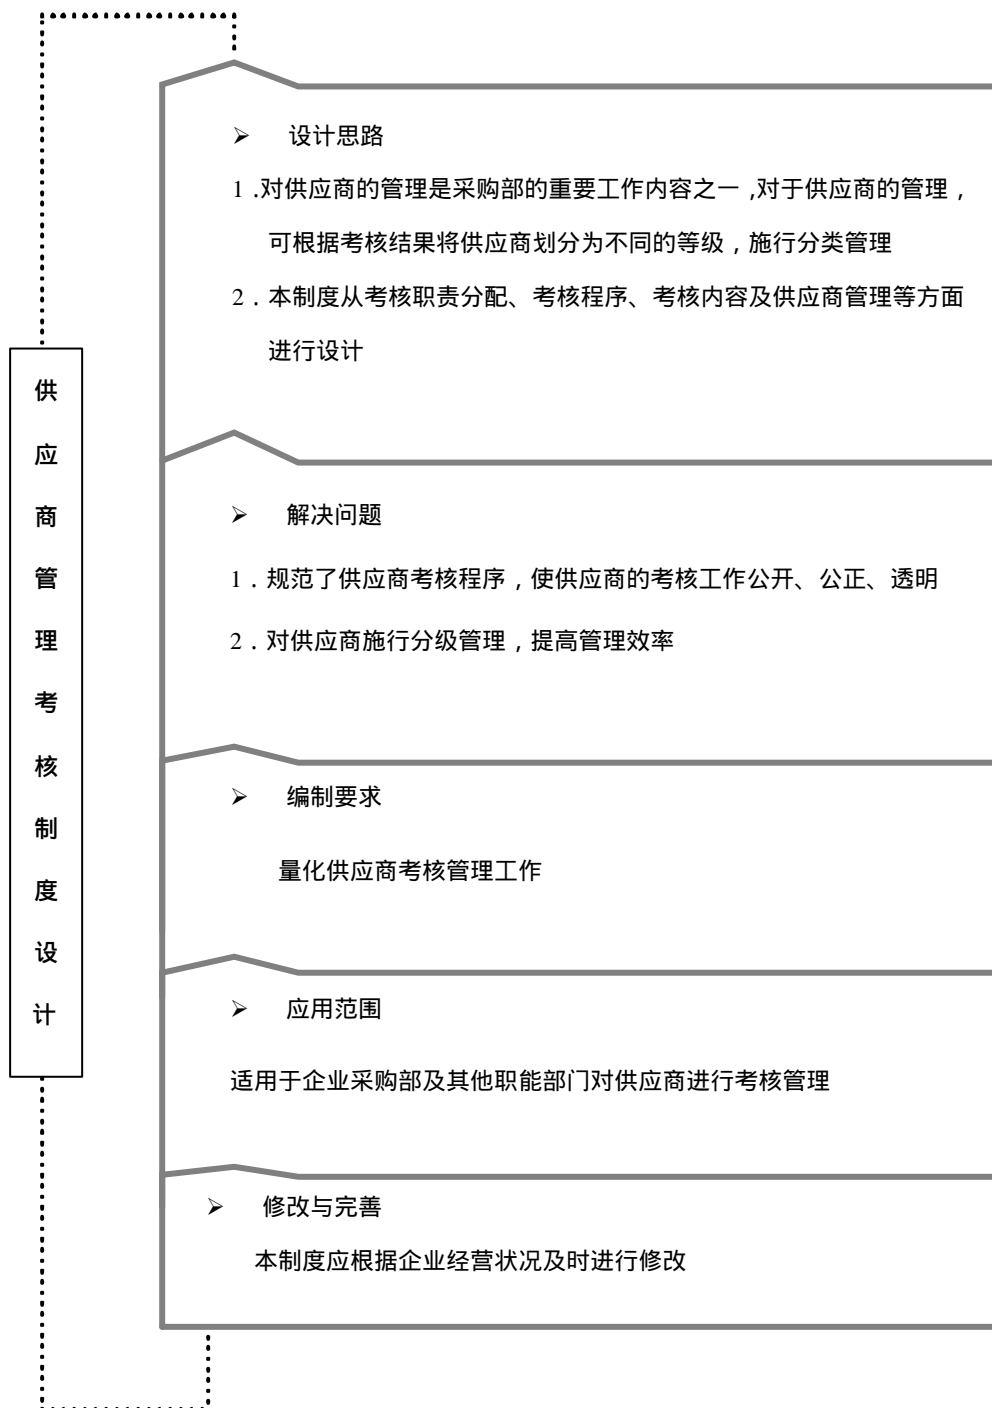 供应商管理考核制度设计
➢ 设计思路
1．对供应商的管理是采购部的重要工作内容之一，对于供应商的管理，
可根据考核结果将供应商划分为不同的等级，施行分类管理
2．本制度从考核职责分配、考核程序、考核内容及供应商管理等方面
进行设计
➢ 解决问题
1．规范了供应商考核程序，使供应商的考核工作公开、公正、透明
2．对供应商施行分级管理，提高管理效率
➢ 编制要求
量化供应商考核管理工作
➢ 应用范围
适用于企业采购部及其他职能部门对供应商进行考核管理
➢ 修改与完善
本制度应根据企业经营状况及时进行修改